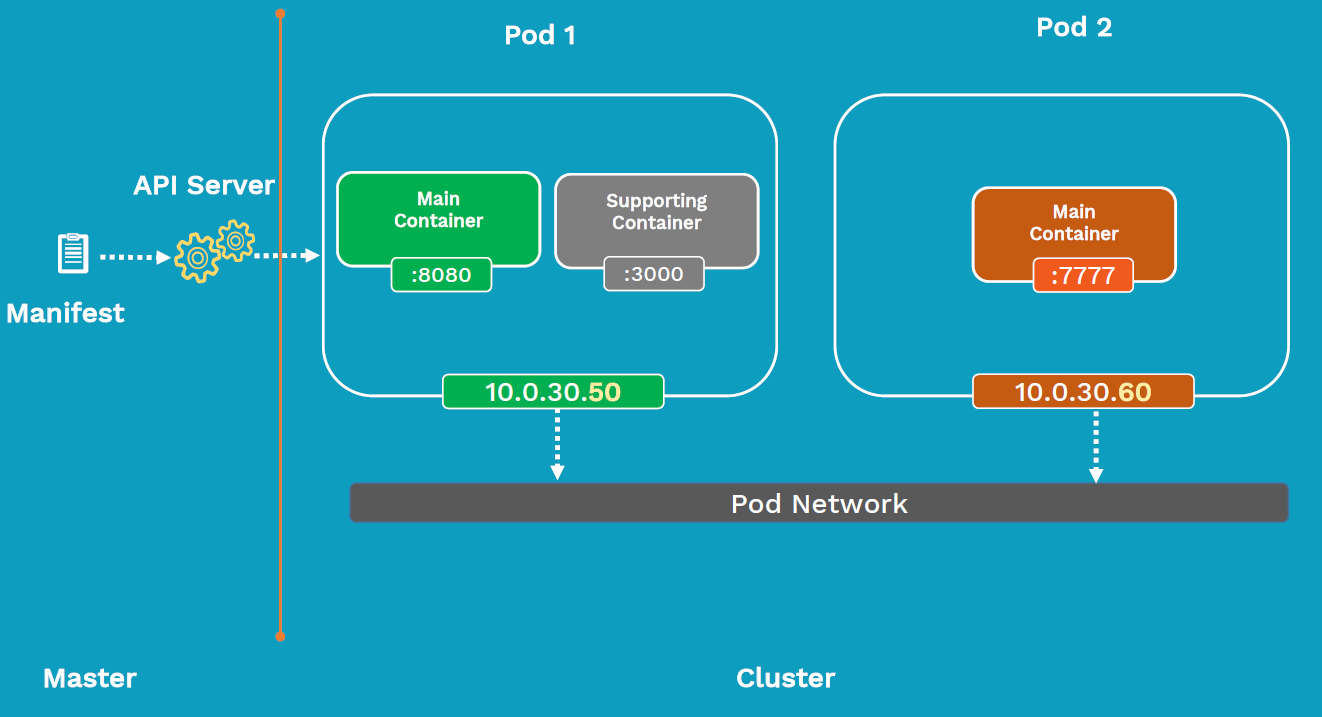 Pod 1
Pod 2
API Server
Manifest
Main
Container
:8080
Supporting
Container
:3000
Main
Container
:7777
10.0.30.50
10.0.30.60
Pod Network
Master
Cluster